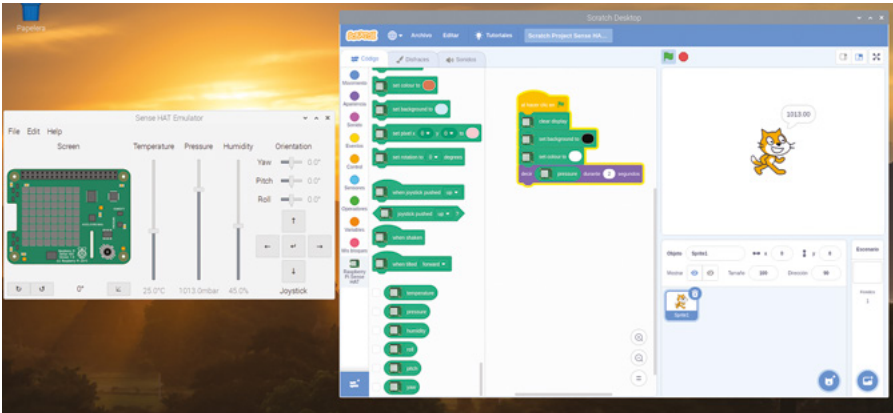 Papelera
Sense HAT Emulator
File Edit Help
Screen
Temperature
Pressure
Humidity
Orientation
Yaw
0.0°
Pitch
0.0°
Roll
0.0°
0°
25.0°C
1013.0mbar
45.0%
Joystick
Scratch Desktop
Archivo
Editar
Tutoriales
Scratch Project Sense HA...
Código
Disfraces
Sonidos
Movimiento
Apariencia
Sonido
Eventos
Control
Sensores
Operadores
Variables
Mis bloques
Raspberry
Pi Sense
HAT
set colour to
set background to
set pixel x 0 y 0 to
set rotation to 0 degrees
when joystick pushed up
joystick pushed up ?
when shaken
when tilted forward
temperature
pressure
humidity
roll
pitch
yaw
al hacer clic en
clear display
set background to
set colour to
decir pressure durante 2 segundos
1013.00
Objeto
Sprite1
x
0
y
Mostrar
Tamaño
100
Dirección
90
Sprite1
Escenario
Fondos
1